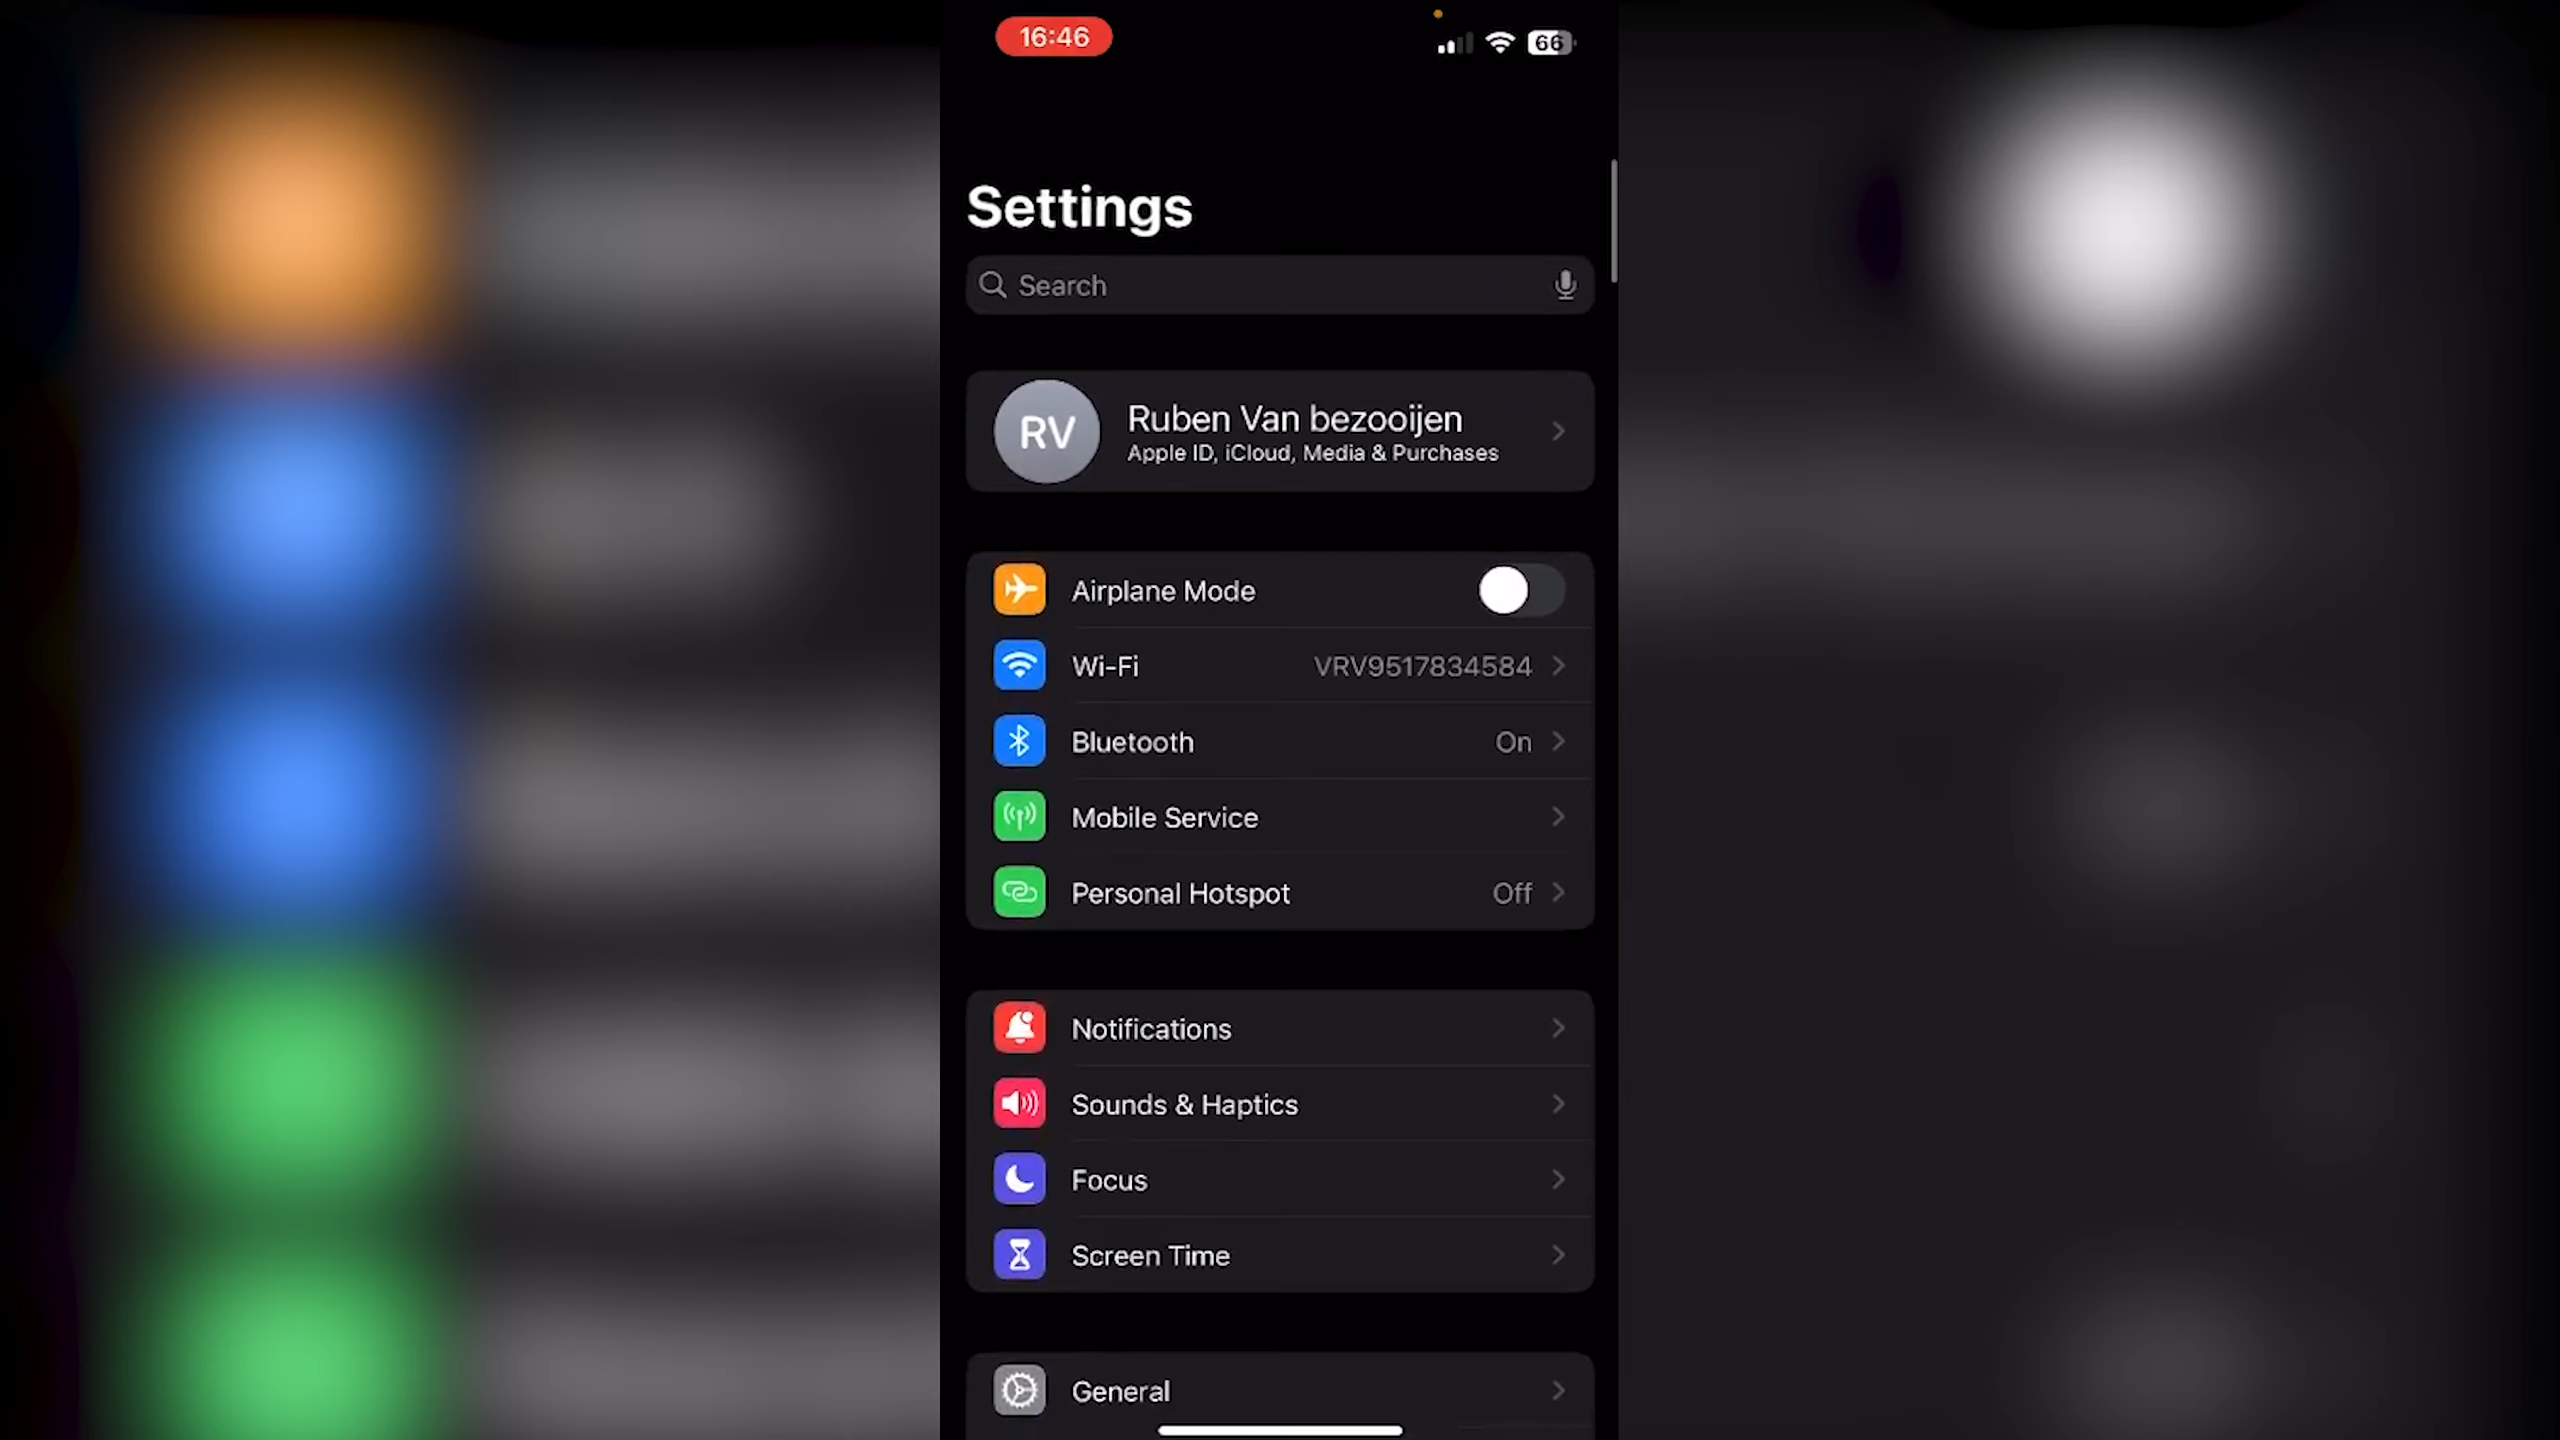 16:46
66
Settings
Search
RV
Ruben Van bezooijen
Apple ID, iCloud, Media & Purchases
Airplane Mode
Wi-Fi VRV9517834584
Bluetooth On
Mobile Service
Personal Hotspot Off
Notifications
Sounds & Haptics
Focus
Screen Time
General